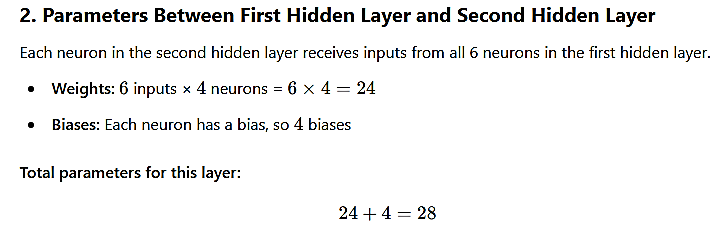 2. Parameters Between First Hidden Layer and Second Hidden Layer
Each neuron in the second hidden layer receives inputs from all 6 neurons in the first hidden layer.
• Weights: 6 inputs × 4 neurons = 6 × 4 = 24
• Biases: Each neuron has a bias, so 4 biases
Total parameters for this layer:
24 + 4 = 28